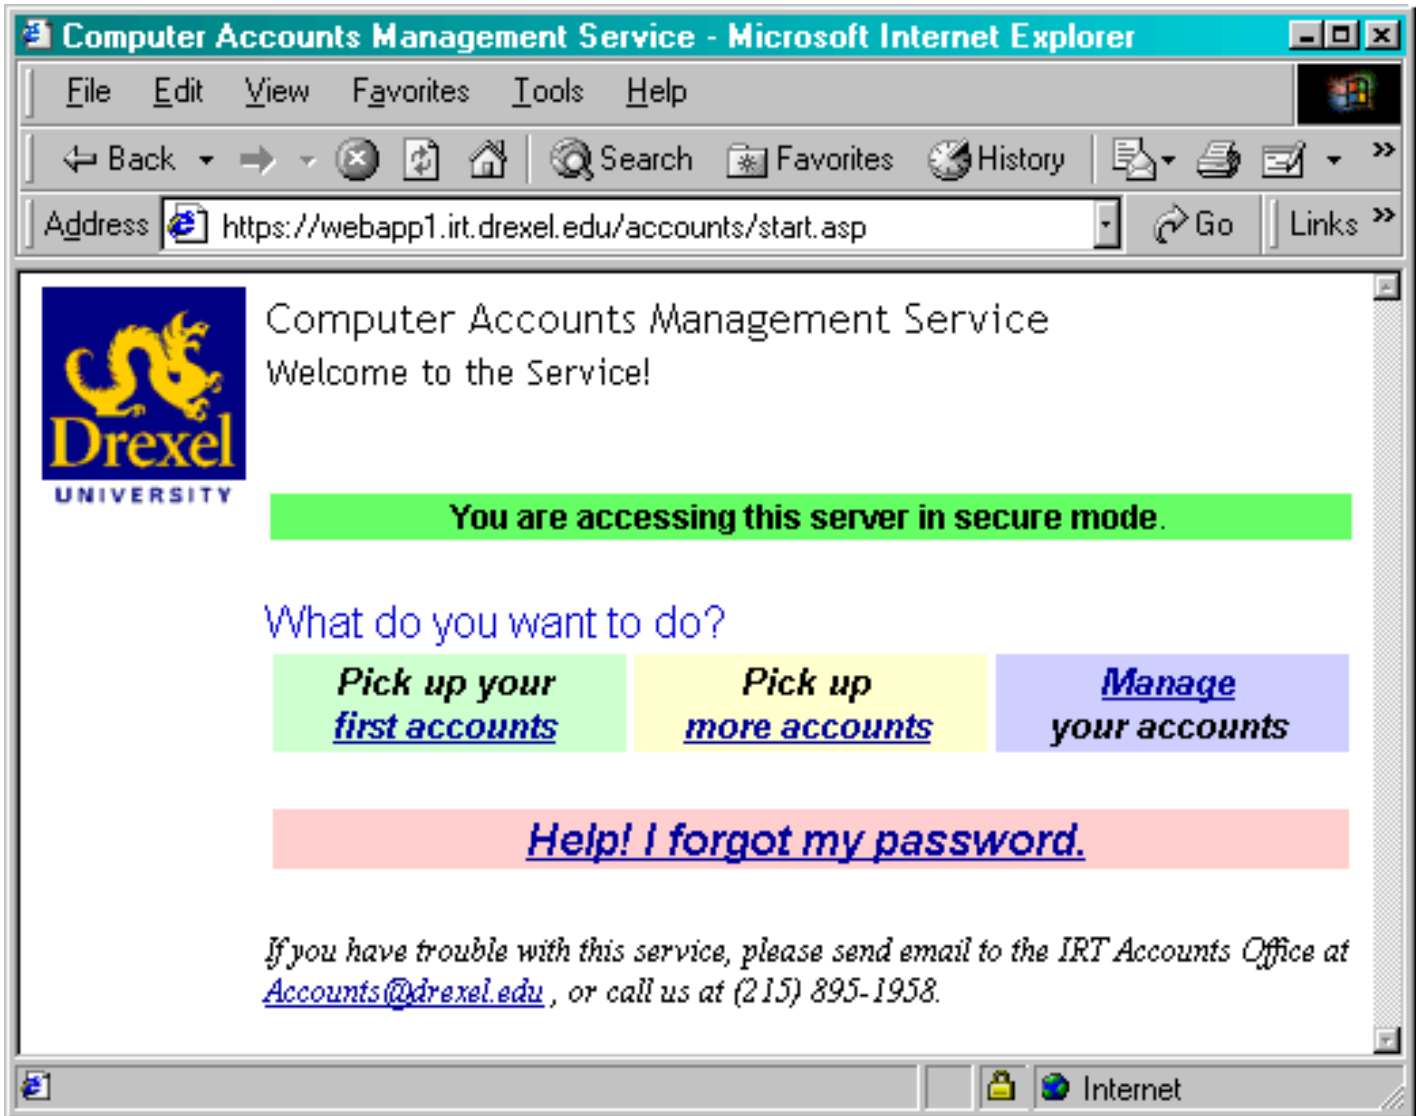 Computer Accounts Management Service - Microsoft Internet Explorer
File Edit View Favorites Tools Help
Back Search Favorites History »
Address https://webapp1.irt.drexel.edu/accounts/start.asp Go Links »
Drexel
UNIVERSITY
Computer Accounts Management Service
Welcome to the Service!
You are accessing this server in secure mode.
What do you want to do?
Pick up your
first accounts
Pick up
more accounts
Manage
your accounts
Help! I forgot my password.
If you have trouble with this service, please send email to the IRT Accounts Office at
Accounts@drexel.edu , or call us at (215) 895-1958.
Internet